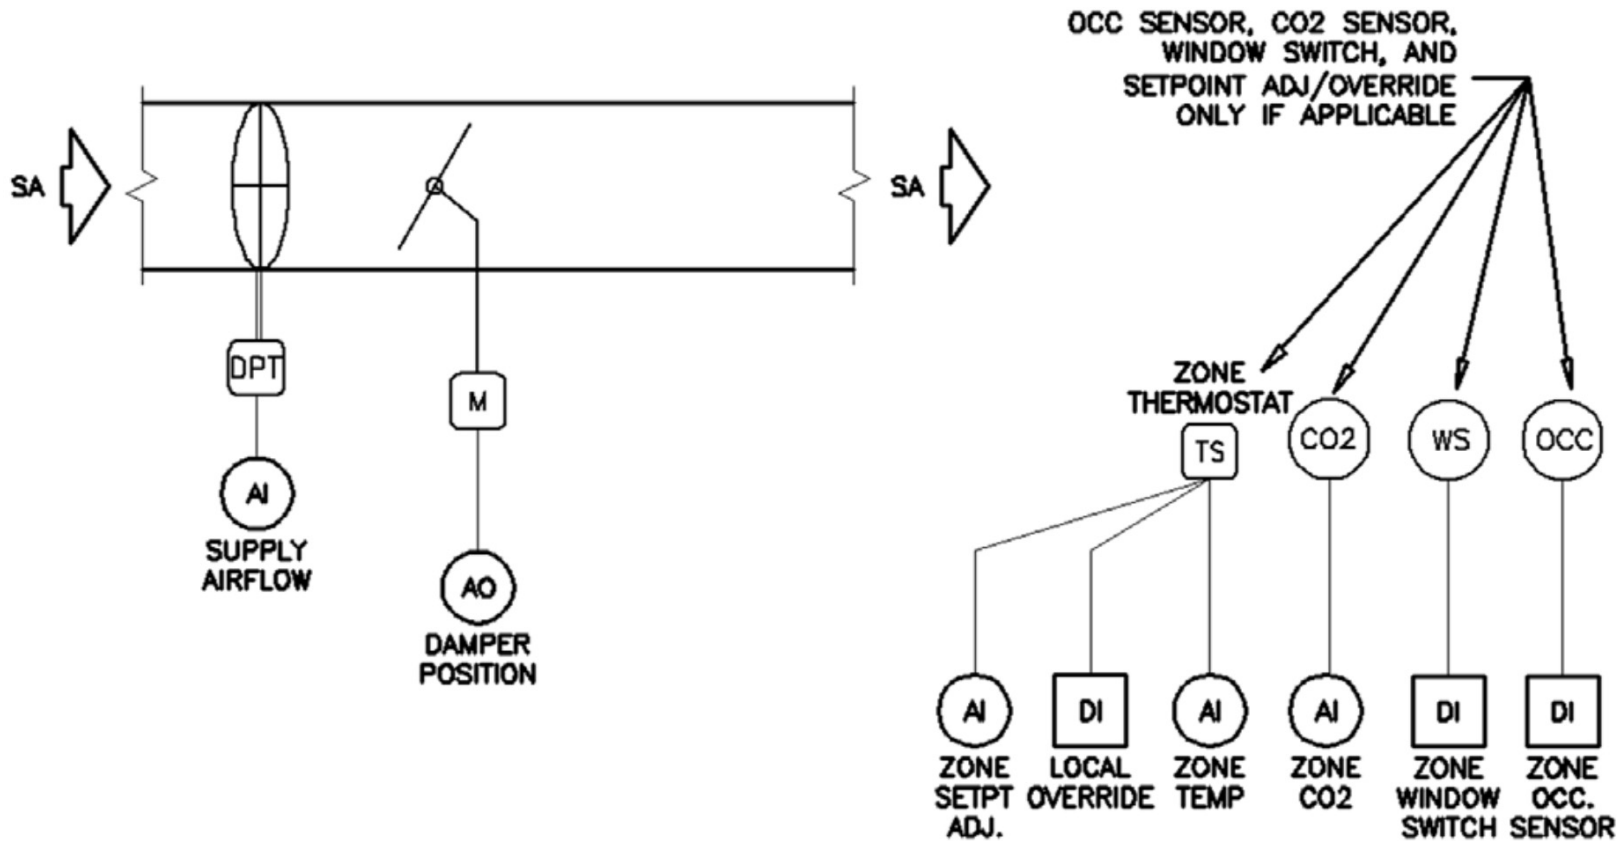 OCC SENSOR, CO2 SENSOR,
WINDOW SWITCH, AND
SETPOINT ADJ/OVERRIDE
ONLY IF APPLICABLE
SA
SA
DPT
M
AI
SUPPLY
AIRFLOW
AO
DAMPER
POSITION
ZONE
THERMOSTAT
TS
CO2
WS
OCC
AI
ZONE
SETPT
ADJ.
DI
LOCAL
OVERRIDE
AI
ZONE
TEMP
AI
ZONE
CO2
DI
ZONE
WINDOW
SWITCH
DI
ZONE
OCC.
SENSOR